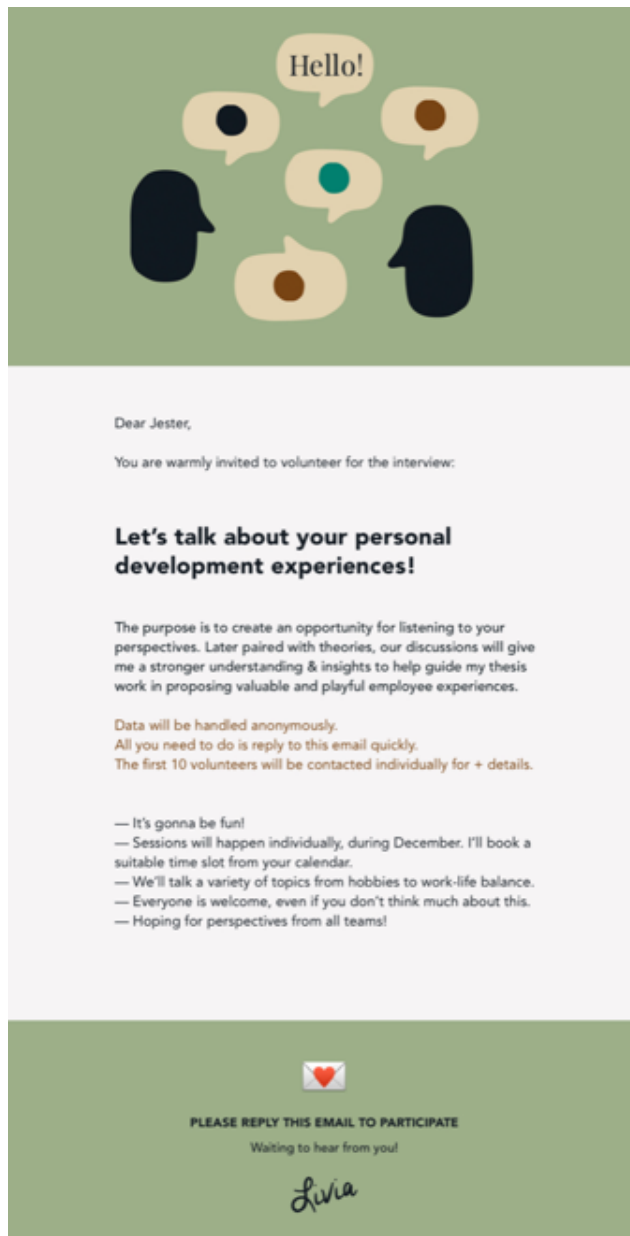 Hello!
Dear Jester,
You are warmly invited to volunteer for the interview:
Let's talk about your personal
development experiences!
The purpose is to create an opportunity for listening to your
perspectives. Later paired with theories, our discussions will give
me a stronger understanding & insights to help guide my thesis
work in proposing valuable and playful employee experiences.
Data will be handled anonymously.
All you need to do is reply to this email quickly.
The first 10 volunteers will be contacted individually for + details.
— It's gonna be fun!
— Sessions will happen individually, during December. I'll book a
suitable time slot from your calendar.
— We'll talk a variety of topics from hobbies to work-life balance.
— Everyone is welcome, even if you don't think much about this.
— Hoping for perspectives from all teams!
PLEASE REPLY THIS EMAIL TO PARTICIPATE
Waiting to hear from you!
Livia